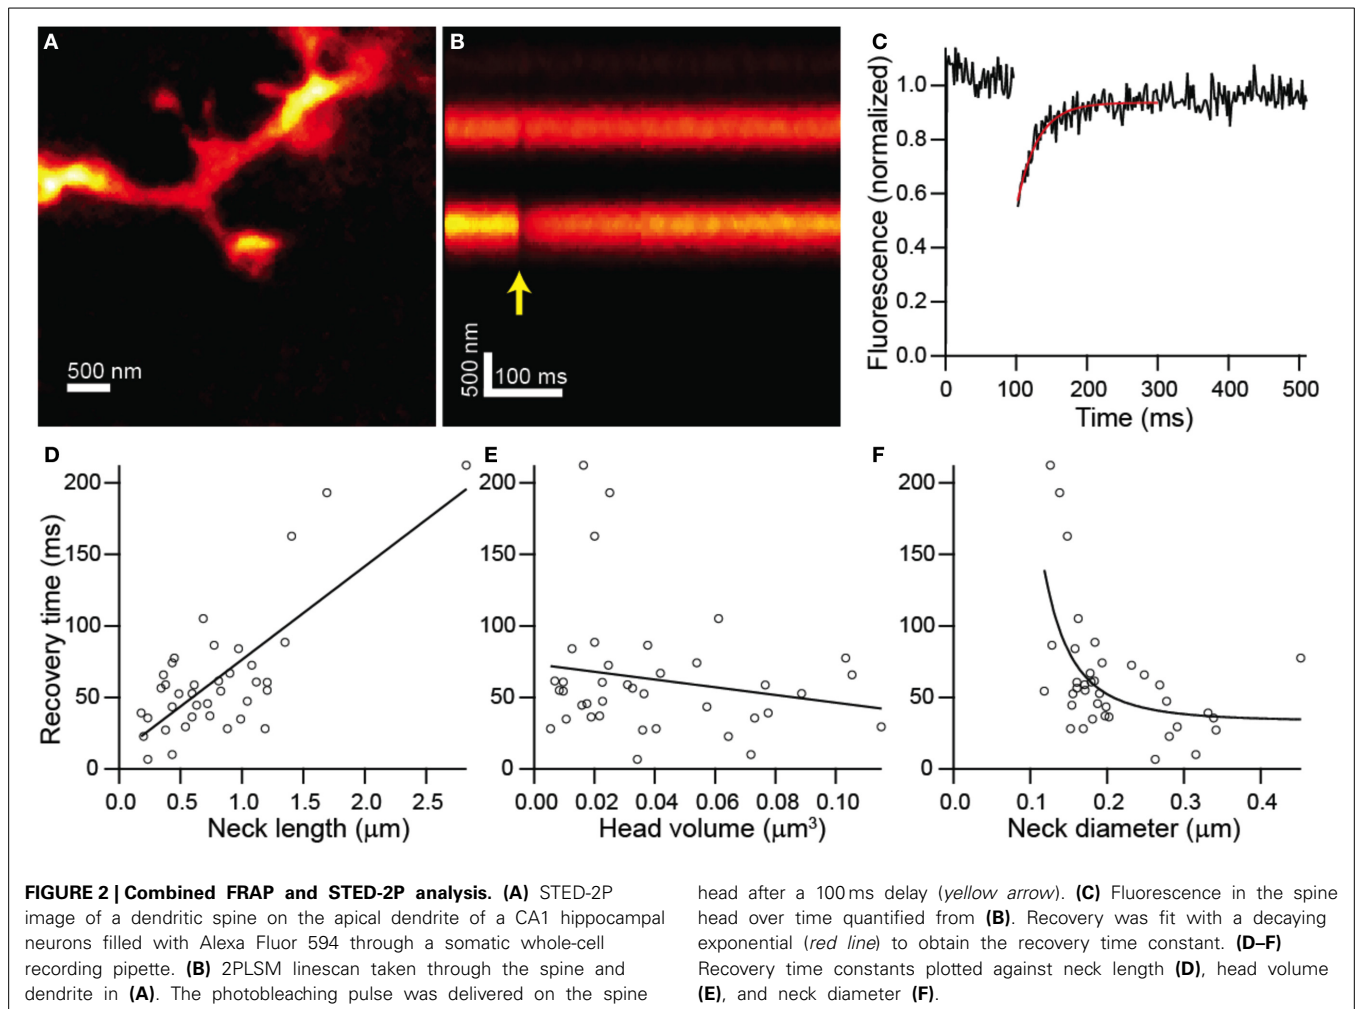 A
B
C
500 nm
500 nm
100 ms
Fluorescence (normalized)
1.0
0.8
0.6
0.4
0.2
0.0
0 100 200 300 400 500
Time (ms)
D
E
F
Recovery time (ms)
200
150
100
50
0
0.0 0.5 1.0 1.5 2.0 2.5
Neck length (μm)
200
150
100
50
0
0.00 0.02 0.04 0.06 0.08 0.10
Head volume (μm³)
200
150
100
50
0
0.0 0.1 0.2 0.3 0.4
Neck diameter (μm)
FIGURE 2 | Combined FRAP and STED-2P analysis. (A) STED-2P
image of a dendritic spine on the apical dendrite of a CA1 hippocampal
neurons filled with Alexa Fluor 594 through a somatic whole-cell
recording pipette. (B) 2PLSM linescan taken through the spine and
dendrite in (A). The photobleaching pulse was delivered on the spine
head after a 100 ms delay (yellow arrow). (C) Fluorescence in the spine
head over time quantified from (B). Recovery was fit with a decaying
exponential (red line) to obtain the recovery time constant. (D–F)
Recovery time constants plotted against neck length (D), head volume
(E), and neck diameter (F).